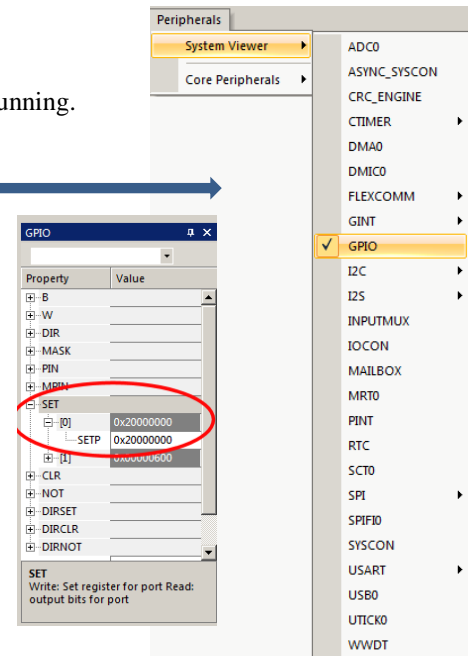 Peripherals
System Viewer
Core Peripherals
unning.
ADC0
ASYNC_SYSCON
CRC_ENGINE
CTIMER
DMA0
DMIC0
FLEXCOMM
GINT
GPIO
I2C
I2S
INPUTMUX
IOCON
MAILBOX
MRT0
PINT
RTC
SCT0
SPI
SPIFI0
SYSCON
USART
USB0
UTICK0
WWDT
GPIO
Property Value
B
W
DIR
MASK
PIN
MPIN
SET
[0] 0x20000000
SETP 0x20000000
[1] 0x00000600
CLR
NOT
DIRSET
DIRCLR
DIRNOT
SET
Write: Set register for port Read:
output bits for port